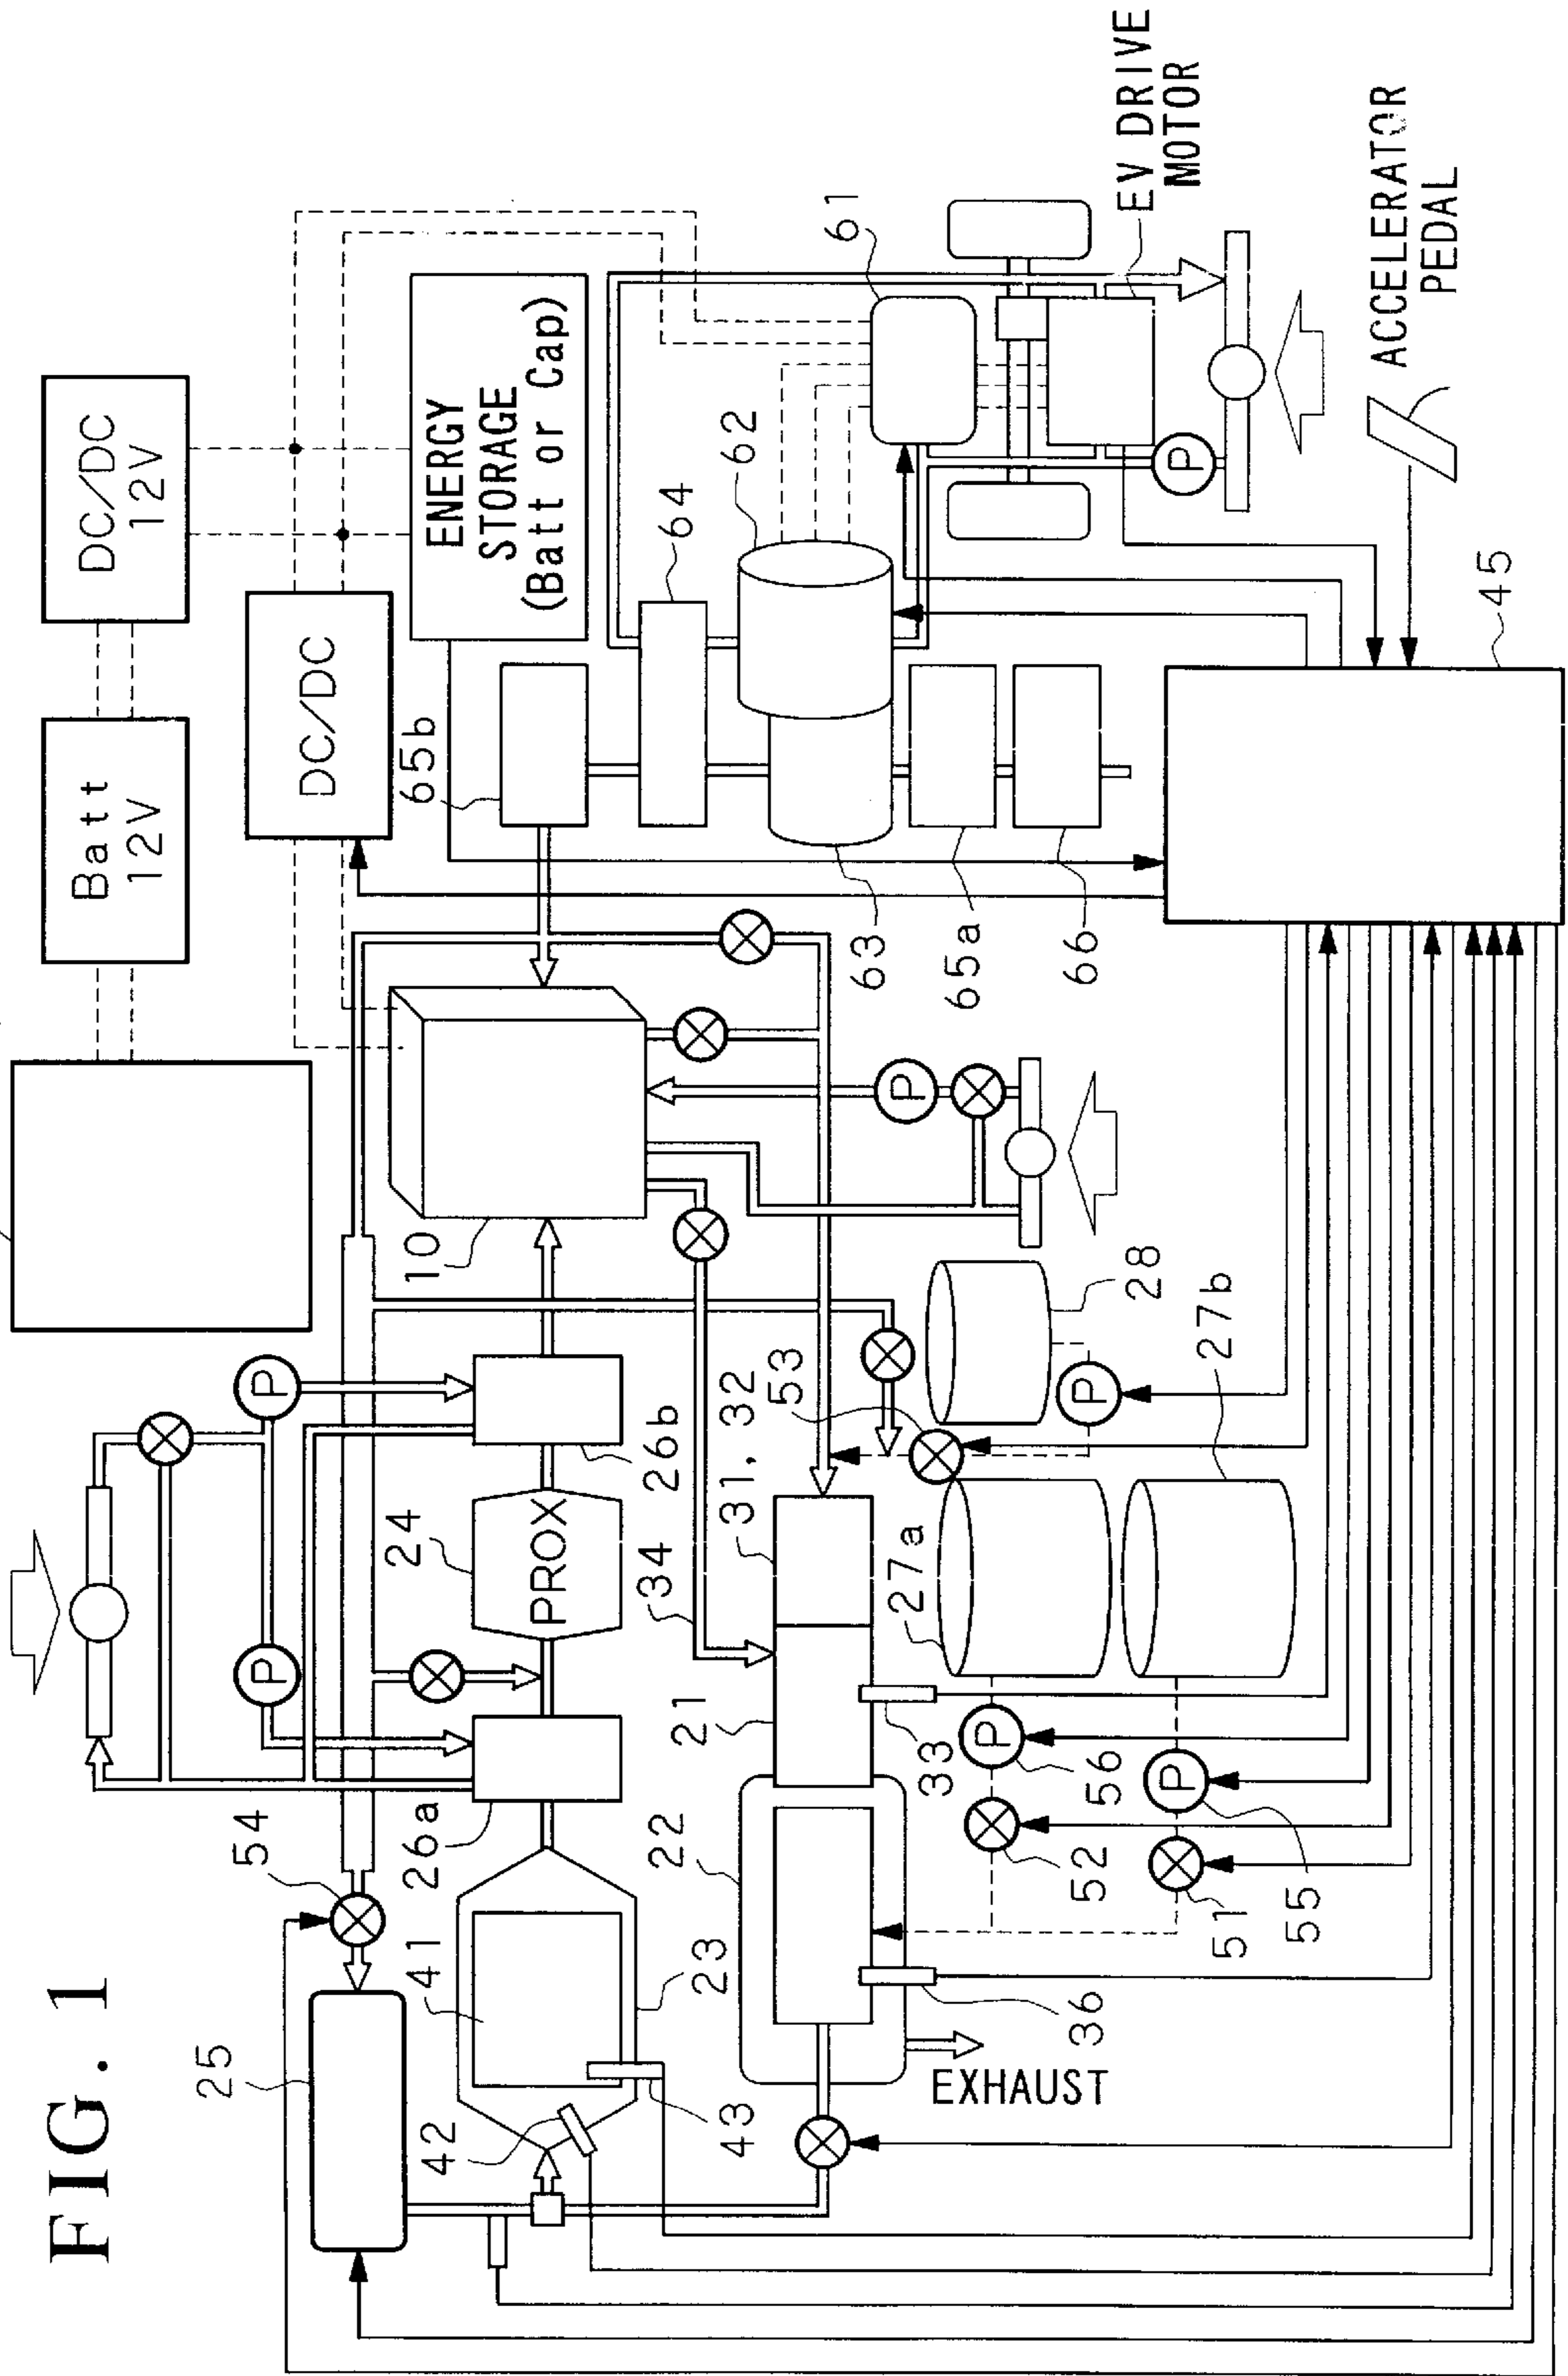 FIG. 1
Batt
12V
DC/DC
12V
DC/DC
ENERGY
STORAGE
(Batt or Cap)
65b
64
62
61
EV DRIVE
MOTOR
ACCELERATOR
PEDAL
45
63
65a
66
10
P
P
P
P
54
25
26a
24
PROX
26b
41
42
43
23
34
31, 32
53
28
27b
27a
P
21
22
33
P
56
52
P
55
51
36
EXHAUST